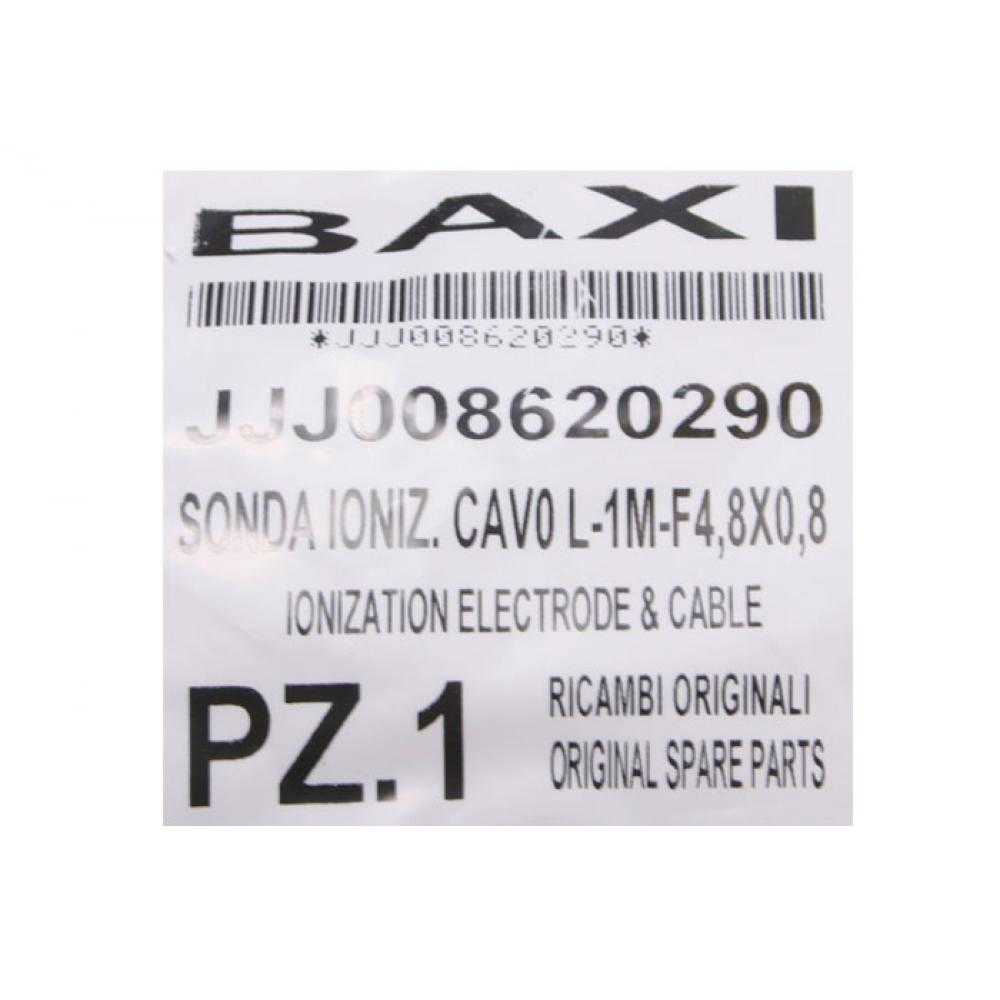 BAXI
*JJJ008620290*
JJJ008620290
SONDA IONIZ. CAVO L-1M-F4,8X0,8
IONIZATION ELECTRODE & CABLE
PZ.1
RICAMBI ORIGINALI
ORIGINAL SPARE PARTS